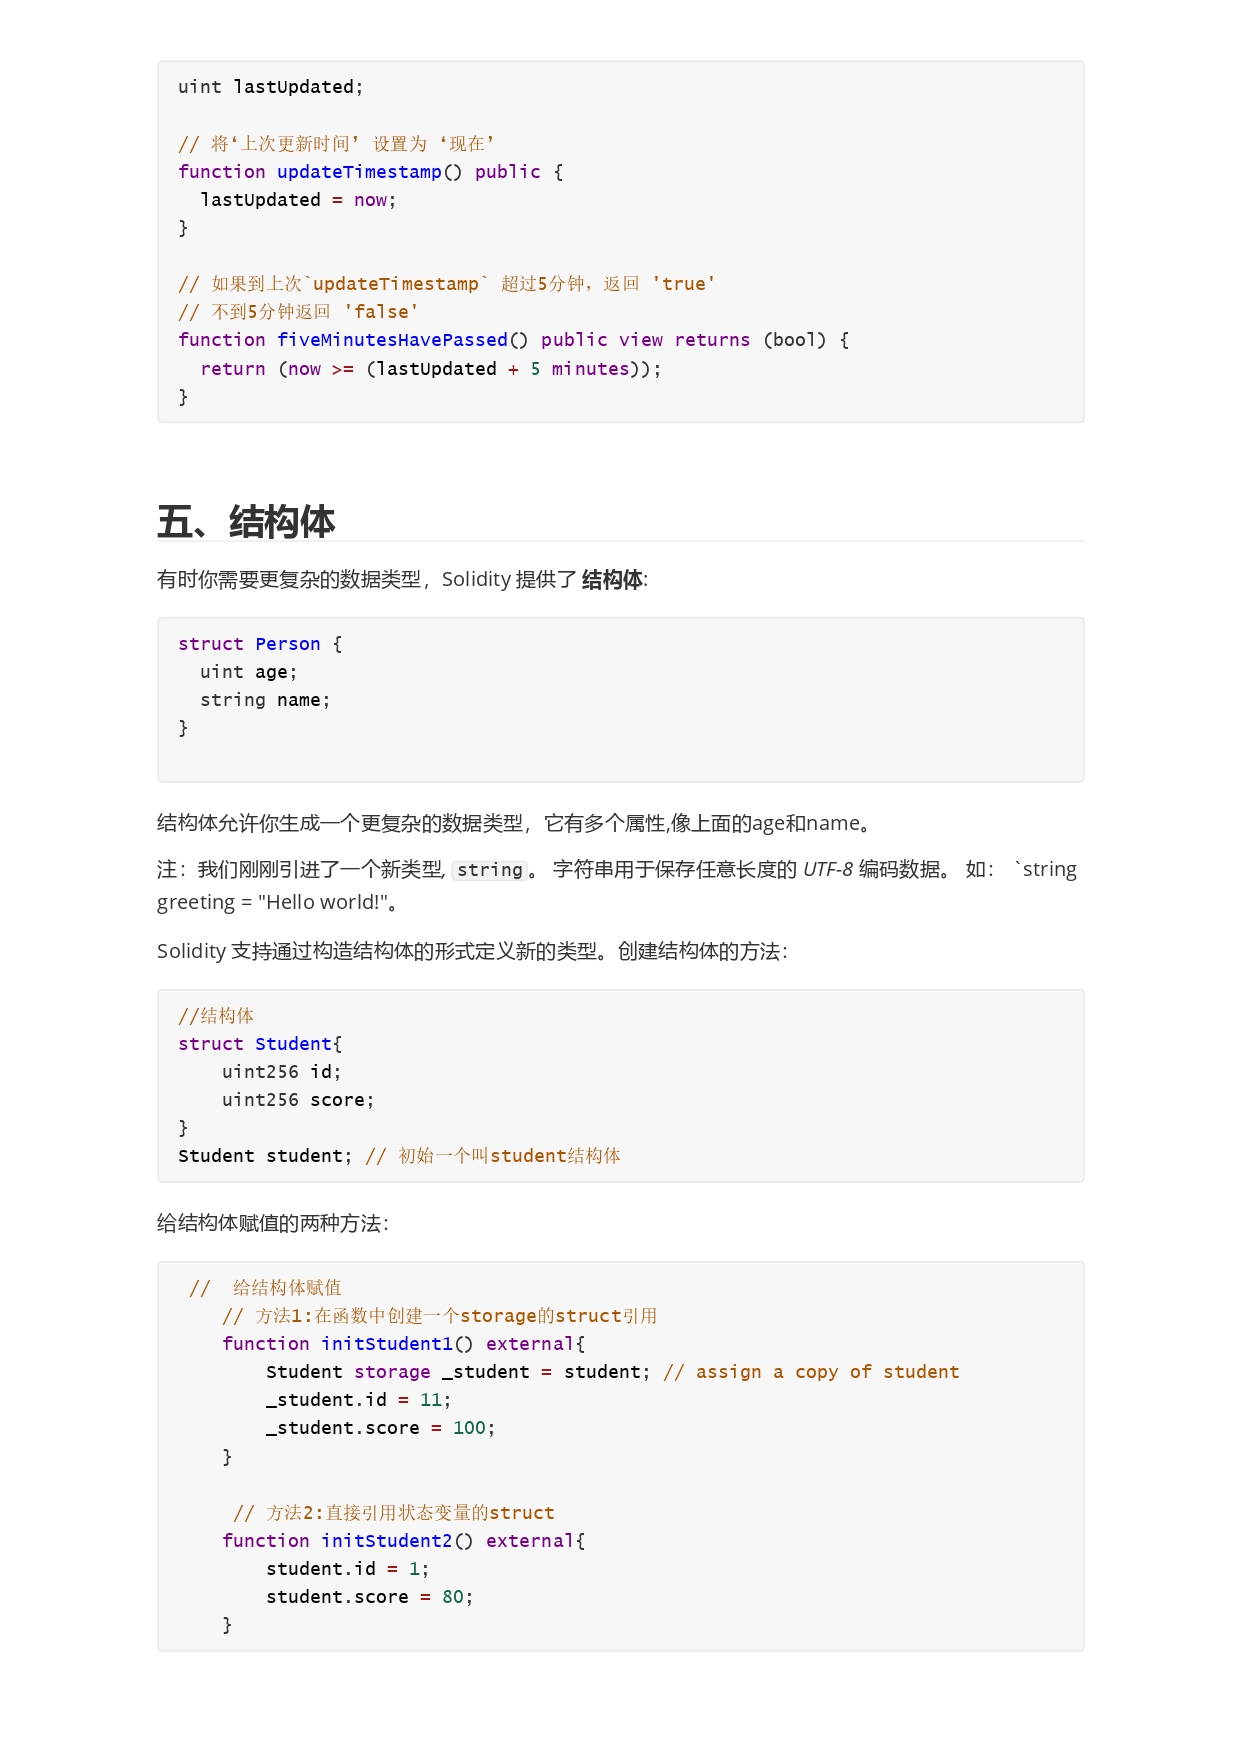 uint lastUpdated;
// 将‘上次更新时间’ 设置为 ‘现在’
function updateTimestamp() public {
  lastUpdated = now;
}
// 如果到上次`updateTimestamp` 超过5分钟，返回 'true'
// 不到5分钟返回 'false'
function fiveMinutesHavePassed() public view returns (bool) {
  return (now >= (lastUpdated + 5 minutes));
}
五、结构体
有时你需要更复杂的数据类型，Solidity 提供了 结构体:
struct Person {
  uint age;
  string name;
}
结构体允许你生成一个更复杂的数据类型，它有多个属性,像上面的age和name。
注：我们刚刚引进了一个新类型, string。 字符串用于保存任意长度的 UTF-8 编码数据。 如： `string
greeting = "Hello world!"。
Solidity 支持通过构造结构体的形式定义新的类型。创建结构体的方法：
//结构体
struct Student{
    uint256 id;
    uint256 score;
}
Student student; // 初始一个叫student结构体
给结构体赋值的两种方法：
 //  给结构体赋值
    // 方法1:在函数中创建一个storage的struct引用
    function initStudent1() external{
        Student storage _student = student; // assign a copy of student
        _student.id = 11;
        _student.score = 100;
    }
     // 方法2:直接引用状态变量的struct
    function initStudent2() external{
        student.id = 1;
        student.score = 80;
    }